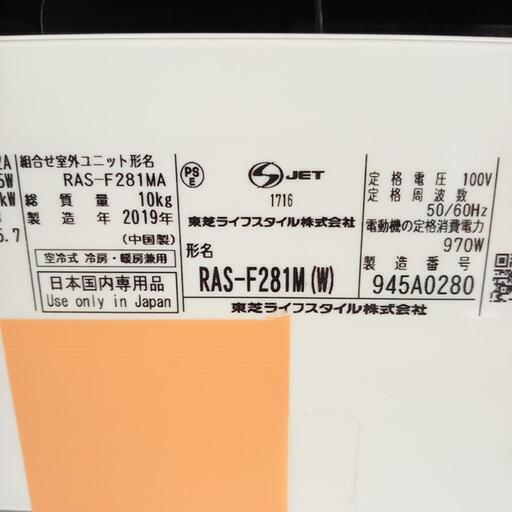 2A
5W
kW
5.7
組合せ室外ユニット形名
RAS-F281MA
総質量 10kg
製造年 2019年
(中国製)
空冷式 冷房・暖房兼用
日本国内専用品
Use only in Japan
PS
E
JET
1716
東芝ライフスタイル株式会社
形名
RAS-F281M(W)
定格電圧 100V
定格周波数
50/60Hz
電動機の定格消費電力
970W
製造番号
945A0280
東芝ライフスタイル株式会社